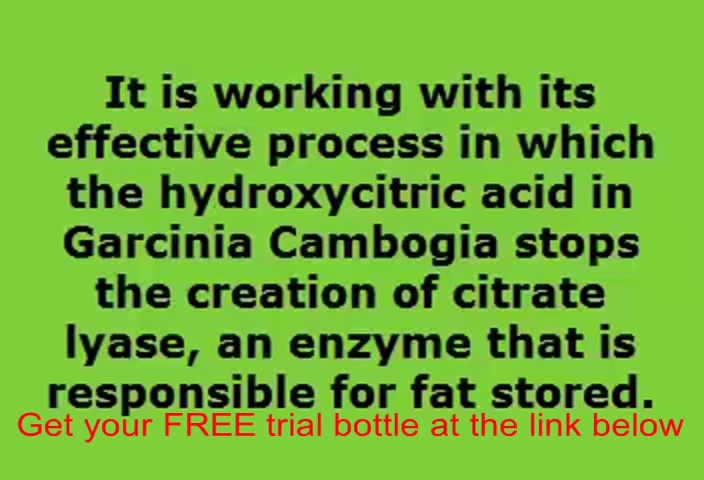 It is working with its
effective process in which
the hydroxycitric acid in
Garcinia Cambogia stops
the creation of citrate
lyase, an enzyme that is
responsible for fat stored.
Get your FREE trial bottle at the link below